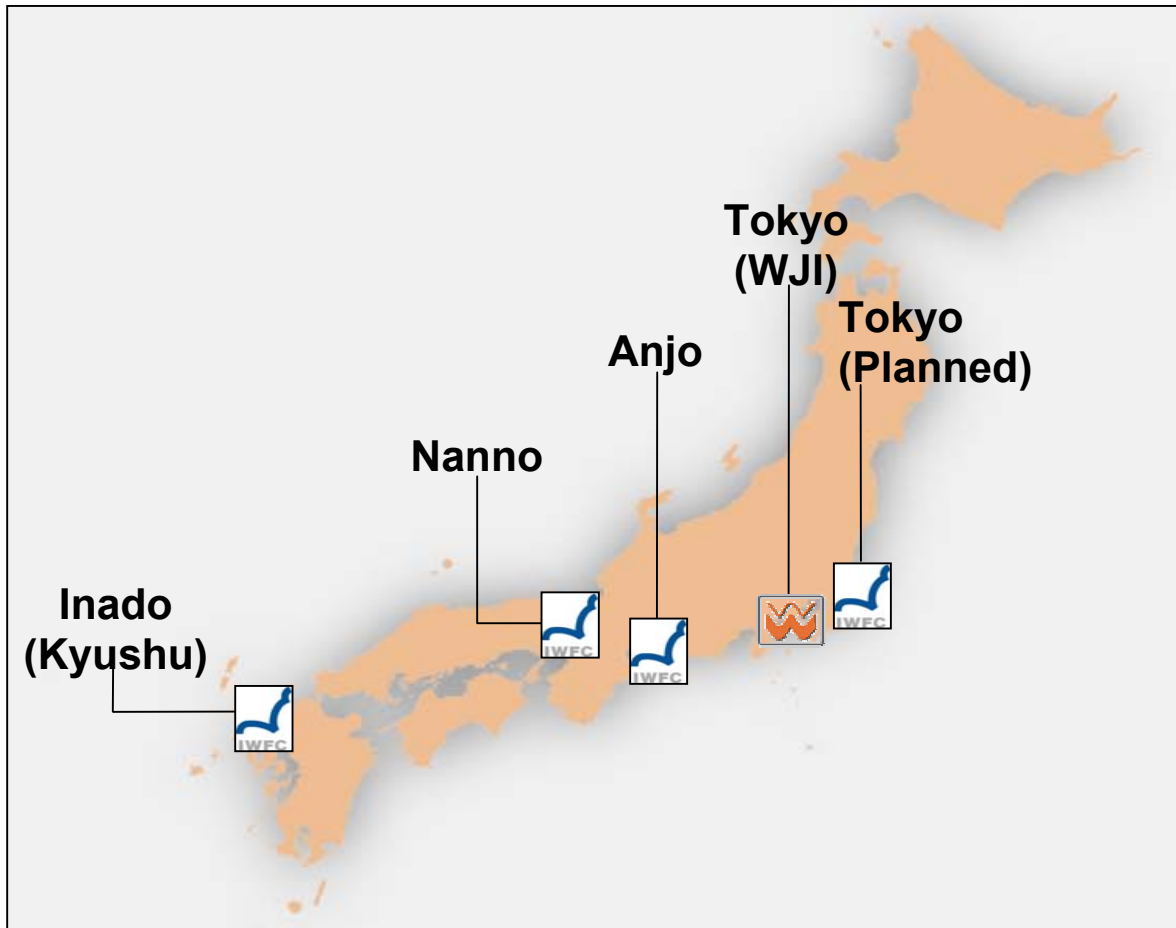 Tokyo
(WJI)
Tokyo
(Planned)
Anjo
Nanno
Inado
(Kyushu)
IWFC
IWFC
IWFC
IWFC
W